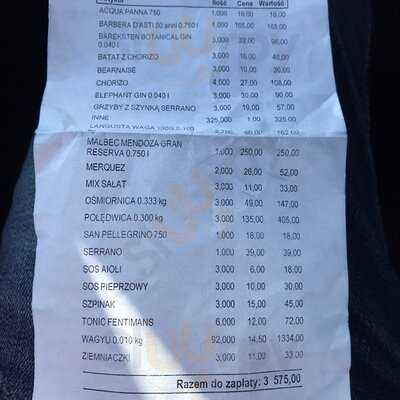 Ilość Cena Wartość
ACQUA PANNA 750 1,000 18,00 18,00
BARBERA D'ASTI 50 anni 0.750 l 1,000 165,00 165,00
BAREKSTEN BOTANICAL GIN 3,000 32,00 96,00
0.040 l
BATAT Z CHORIZO 3,000 16,00 48,00
BEARNAISE 3,000 10,00 30,00
CHORIZO 4,000 27,00 108,00
ELEPHANT GIN 0.040 l 3,000 30,00 90,00
GRZYBY Z SZYNKĄ SERRANO 3,000 19,00 57,00
INNE 325,000 1,00 325,00
LANGUSTA WAGA
MALBEC MENDOZA GRAN
RESERVA 0.750 l 1,000 250,00 250,00
MERQUEZ 2,000 26,00 52,00
MIX SAŁAT 3,000 11,00 33,00
OŚMIORNICA 0.333 kg 3,000 49,00 147,00
POLĘDWICA 0.300 kg 3,000 135,00 405,00
SAN PELLEGRINO 750 1,000 18,00 18,00
SERRANO 1,000 39,00 39,00
SOS AIOLI 3,000 6,00 18,00
SOS PIEPRZOWY 3,000 10,00 30,00
SZPINAK 3,000 15,00 45,00
TONIC FENTIMANS 6,000 12,00 72,00
WAGYU 0.010 kg 92,000 14,50 1334,00
ZIEMNIACZKI 3,000 11,00 33,00
Razem do zapłaty: 3 575,00